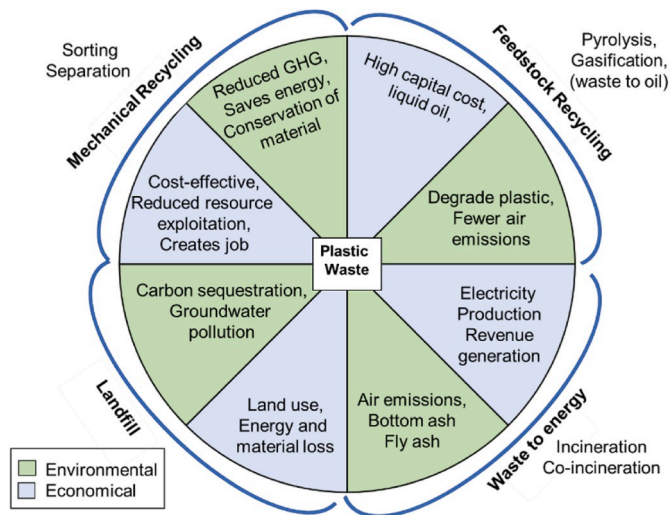 Sorting
Separation
Mechanical Recycling
Feedstock Recycling
Pyrolysis,
Gasification,
(waste to oil)
Reduced GHG,
Saves energy,
Conservation of
material
High capital cost,
liquid oil,
Cost-effective,
Reduced resource
exploitation,
Creates job
Degrade plastic,
Fewer air
emissions
Plastic
Waste
Carbon sequestration,
Groundwater
pollution
Electricity
Production
Revenue
generation
Land use,
Energy and
material loss
Air emissions,
Bottom ash
Fly ash
Landfill
Waste to energy
Incineration
Co-incineration
Environmental
Economical